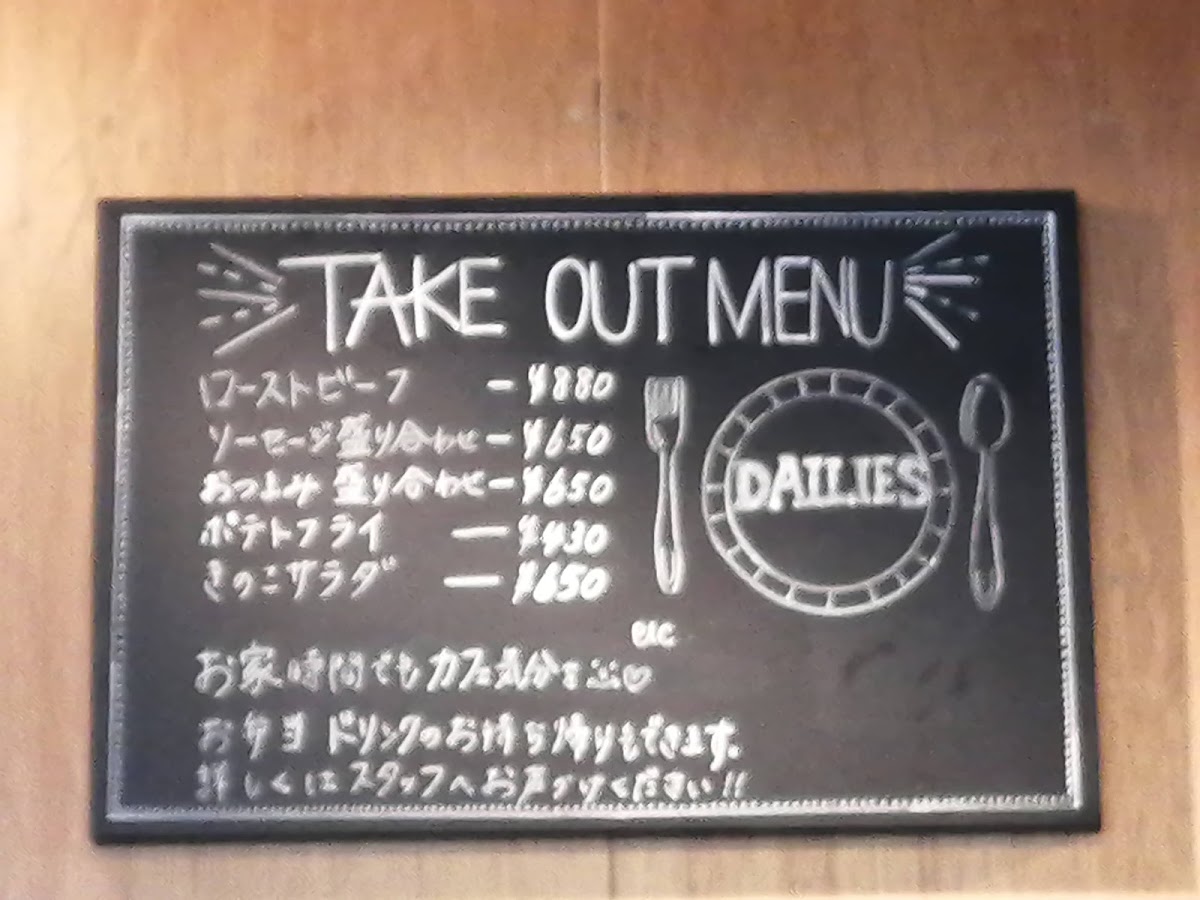 TAKE OUT MENU
ローストビーフ ー ¥880
ソーセージ盛り合わせー ¥650
おつまみ 盛り合わせー ¥650
ポテトフライ ー ¥430
きのこサラダ ー ¥650
etc
DAILIES
お家時間でもカフェ気分を♡
お弁当 ドリンクのお持ち帰りもできます。
詳しくはスタッフへお声がけください!!